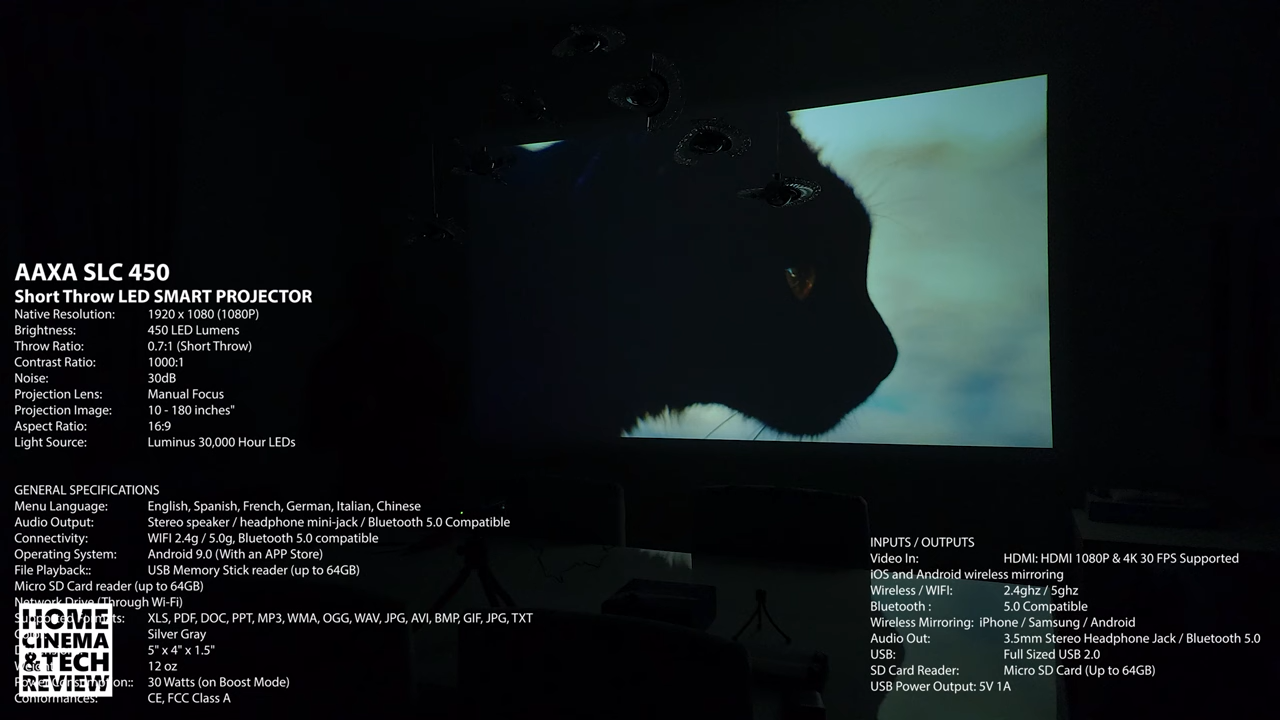 AAXA SLC 450
Short Throw LED SMART PROJECTOR
Native Resolution: 1920 x 1080 (1080P)
Brightness: 450 LED Lumens
Throw Ratio: 0.7:1 (Short Throw)
Contrast Ratio: 1000:1
Noise: 30dB
Projection Lens: Manual Focus
Projection Image: 10 - 180 inches"
Aspect Ratio: 16:9
Light Source: Luminus 30,000 Hour LEDs
GENERAL SPECIFICATIONS
Menu Language: English, Spanish, French, German, Italian, Chinese
Audio Output: Stereo speaker / headphone mini-jack / Bluetooth 5.0 Compatible
Connectivity: WIFI 2.4g / 5.0g, Bluetooth 5.0 compatible
Operating System: Android 9.0 (With an APP Store)
File Playback:: USB Memory Stick reader (up to 64GB)
Micro SD Card reader (up to 64GB)
Network Drive (Through Wi-Fi)
Supported Formats: XLS, PDF, DOC, PPT, MP3, WMA, OGG, WAV, JPG, AVI, BMP, GIF, JPG, TXT
Silver Gray
5" x 4" x 1.5"
12 oz
Power Consumption:: 30 Watts (on Boost Mode)
Conformances: CE, FCC Class A
HOME
CINEMA
& TECH
REVIEW
INPUTS / OUTPUTS
Video In: HDMI: HDMI 1080P & 4K 30 FPS Supported
iOS and Android wireless mirroring
Wireless / WIFI: 2.4ghz / 5ghz
Bluetooth : 5.0 Compatible
Wireless Mirroring: iPhone / Samsung / Android
Audio Out: 3.5mm Stereo Headphone Jack / Bluetooth 5.0
USB: Full Sized USB 2.0
SD Card Reader: Micro SD Card (Up to 64GB)
USB Power Output: 5V 1A